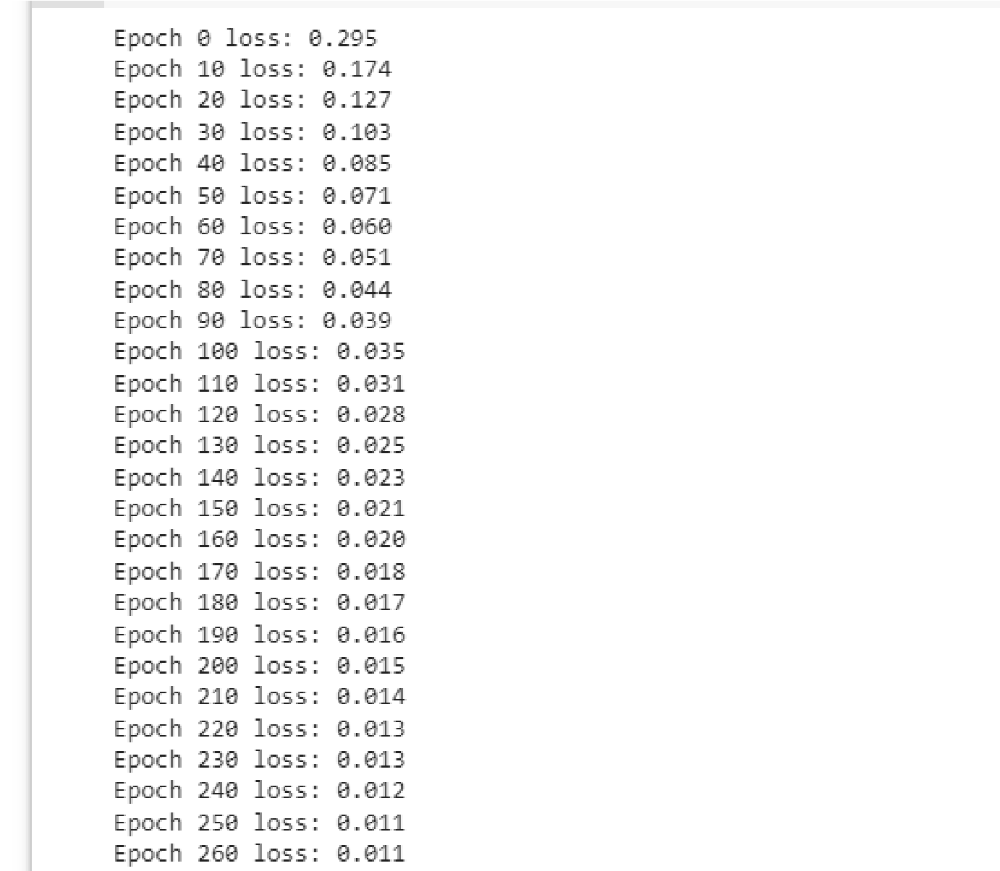 Epoch 0 loss: 0.295
Epoch 10 loss: 0.174
Epoch 20 loss: 0.127
Epoch 30 loss: 0.103
Epoch 40 loss: 0.085
Epoch 50 loss: 0.071
Epoch 60 loss: 0.060
Epoch 70 loss: 0.051
Epoch 80 loss: 0.044
Epoch 90 loss: 0.039
Epoch 100 loss: 0.035
Epoch 110 loss: 0.031
Epoch 120 loss: 0.028
Epoch 130 loss: 0.025
Epoch 140 loss: 0.023
Epoch 150 loss: 0.021
Epoch 160 loss: 0.020
Epoch 170 loss: 0.018
Epoch 180 loss: 0.017
Epoch 190 loss: 0.016
Epoch 200 loss: 0.015
Epoch 210 loss: 0.014
Epoch 220 loss: 0.013
Epoch 230 loss: 0.013
Epoch 240 loss: 0.012
Epoch 250 loss: 0.011
Epoch 260 loss: 0.011